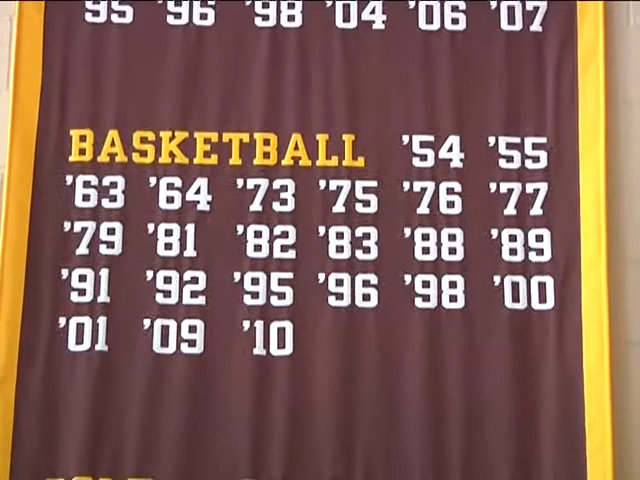 95 '96 '98 '04 '06 '07
BASKETBALL '54 '55
'63 '64 '73 '75 '76 '77
'79 '81 '82 '83 '88 '89
'91 '92 '95 '96 '98 '00
'01 '09 '10